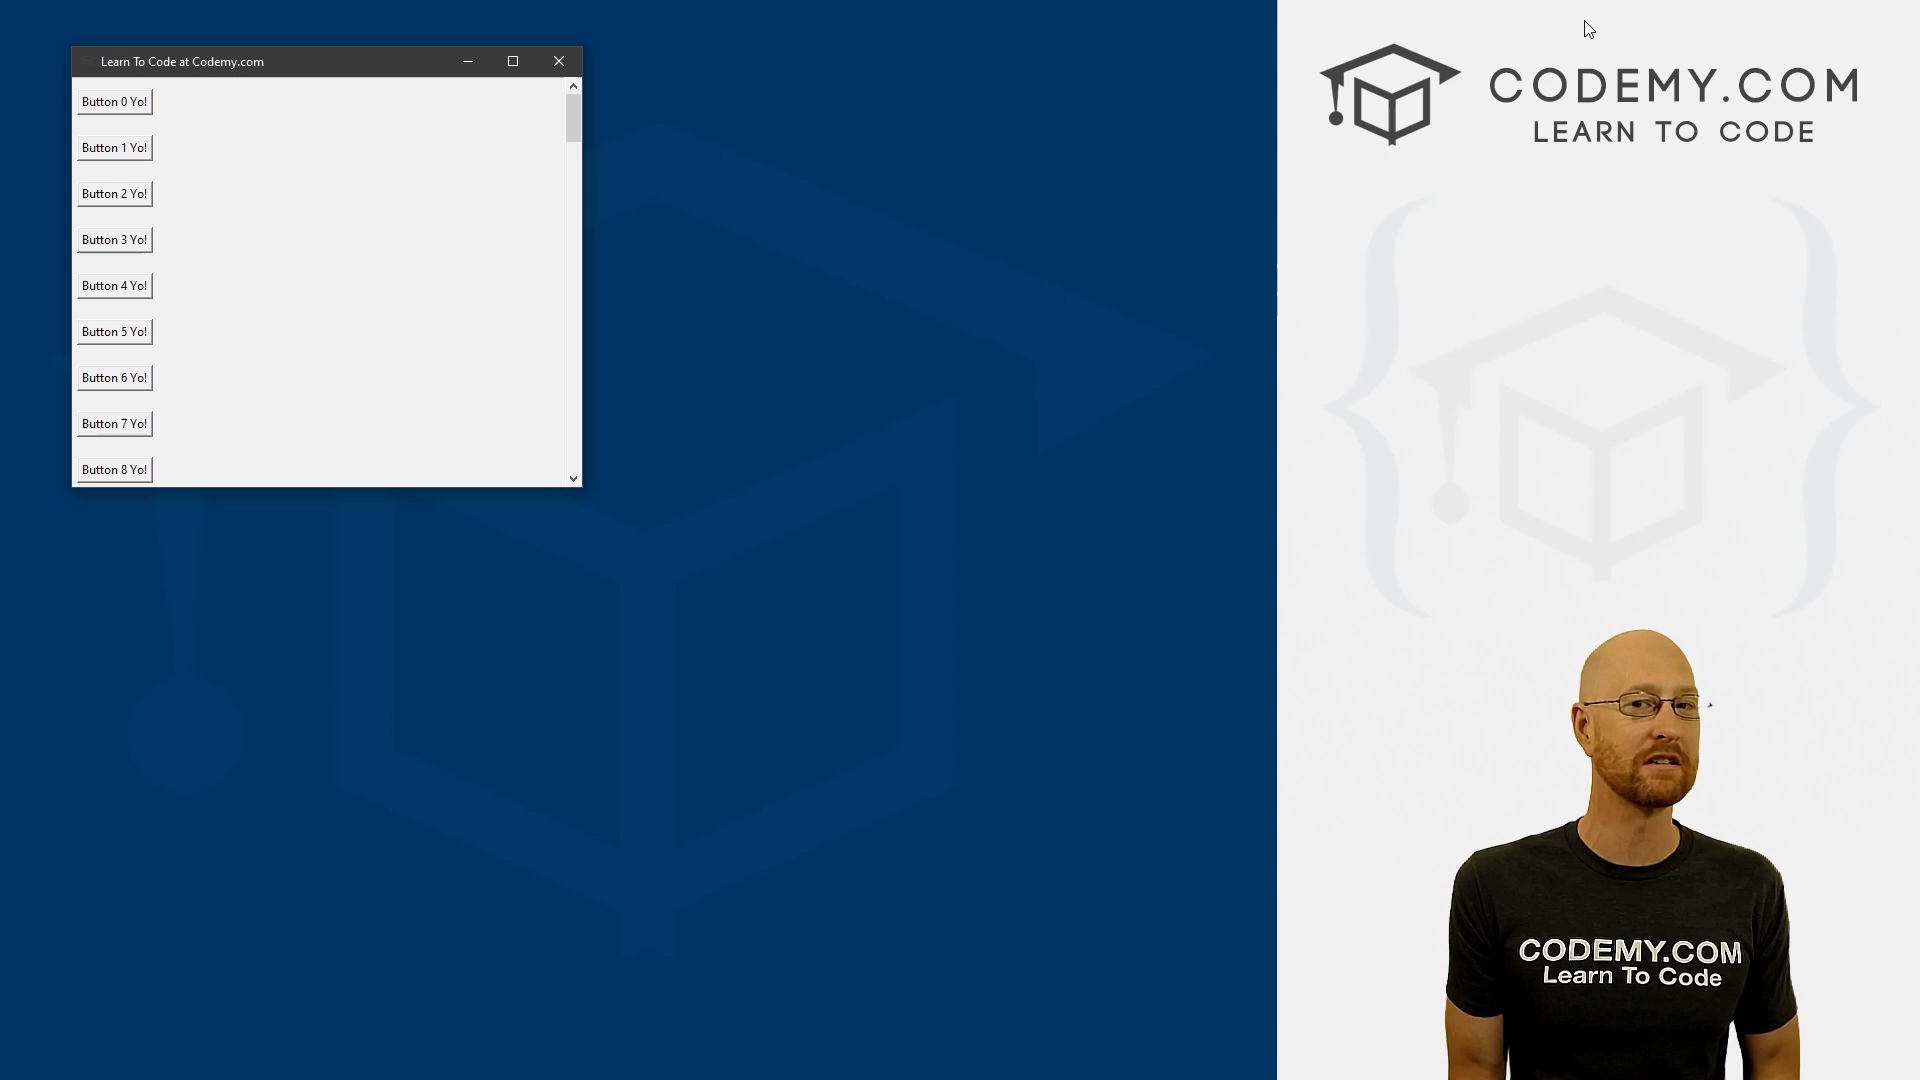 Learn To Code at Codemy.com
Button 0 Yo!
Button 1 Yo!
Button 2 Yo!
Button 3 Yo!
Button 4 Yo!
Button 5 Yo!
Button 6 Yo!
Button 7 Yo!
Button 8 Yo!
CODEMY.COM
LEARN TO CODE
CODEMY.COM
Learn To Code